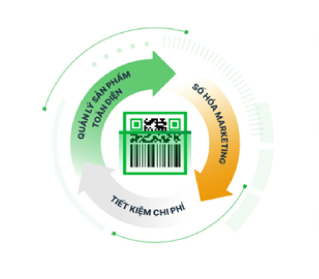 QUẢN LÝ SẢN PHẨM
TOÀN DIỆN
SỐ HÓA MARKETING
TIẾT KIỆM CHI PHÍ